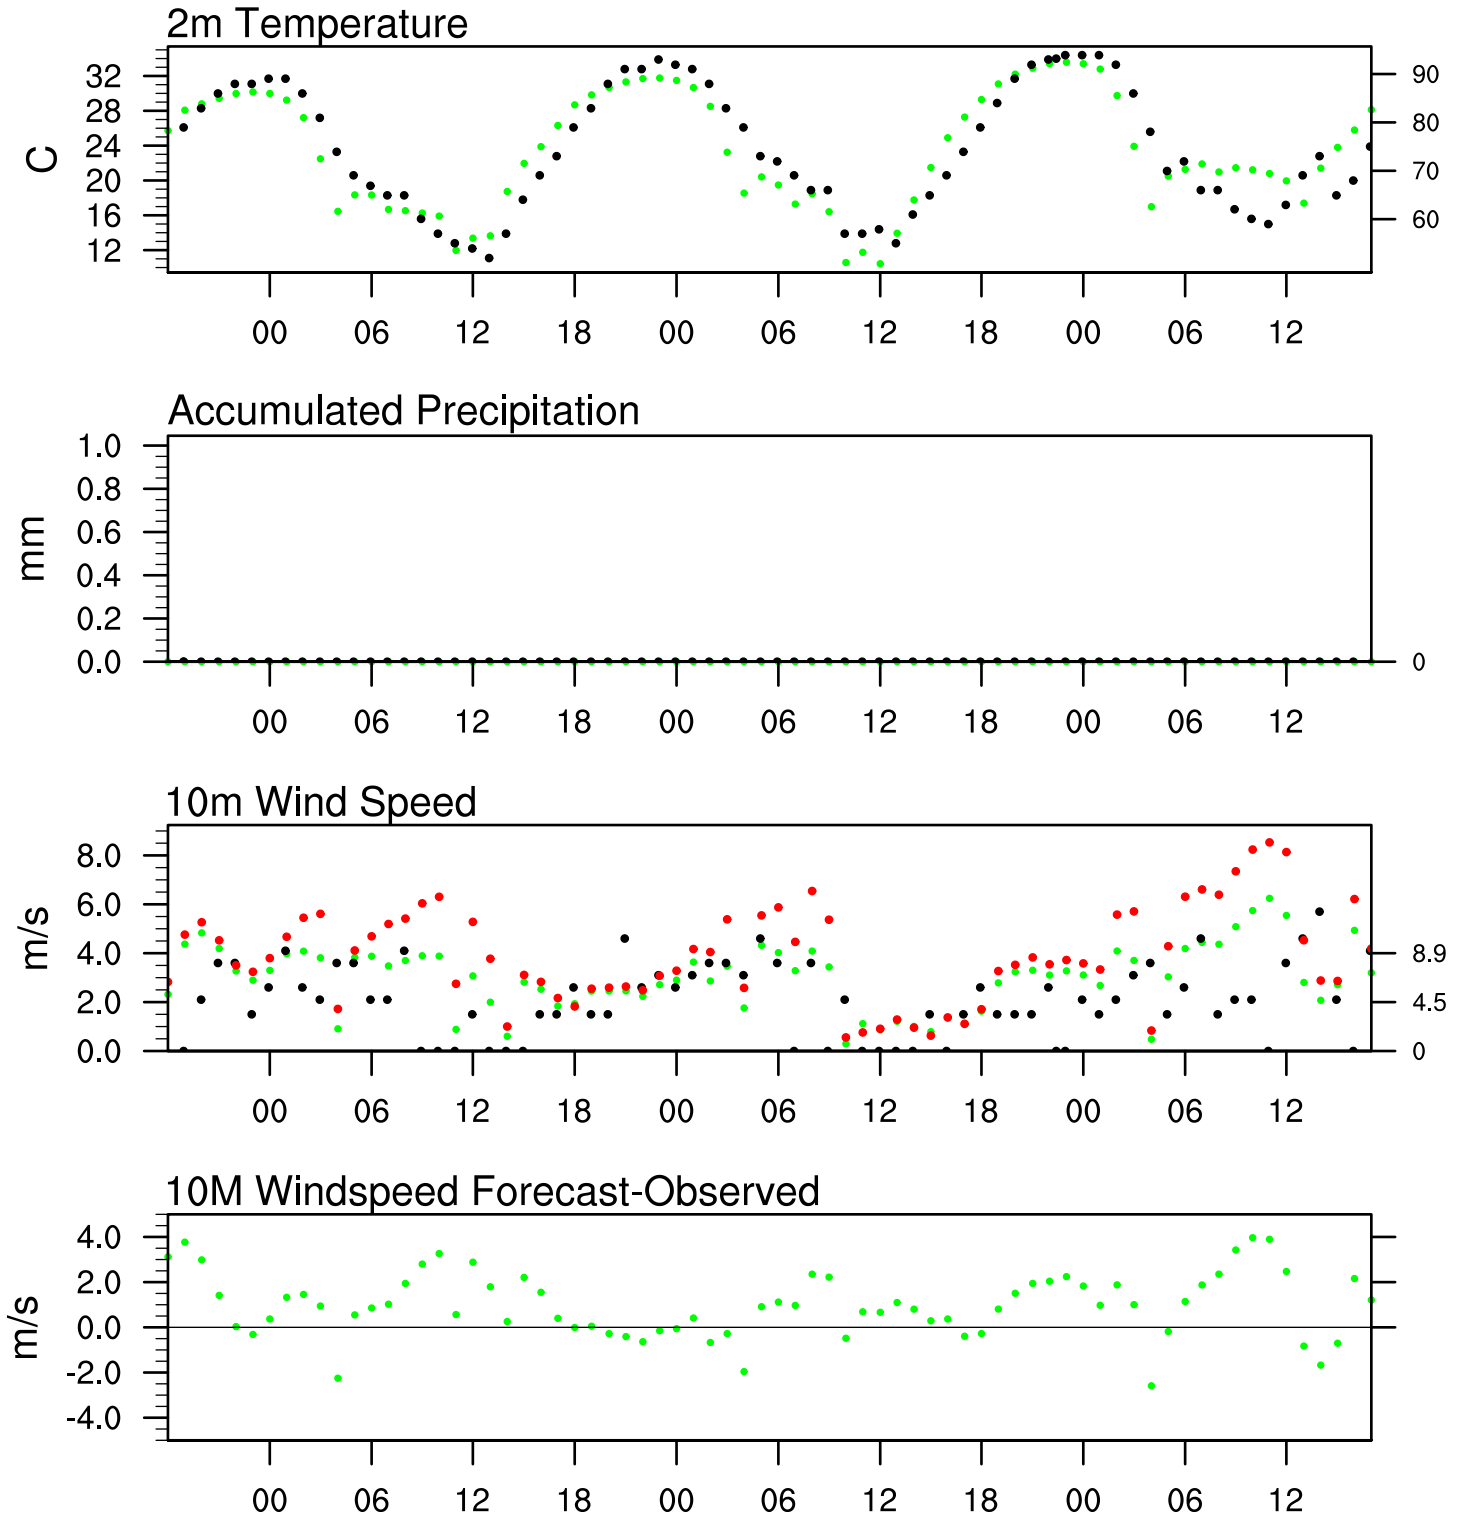 2m Temperature
C
32
28
24
20
16
12
90
80
70
60
00 06 12 18 00 06 12 18 00 06 12
Accumulated Precipitation
mm
1.0
0.8
0.6
0.4
0.2
0.0
0
00 06 12 18 00 06 12 18 00 06 12
10m Wind Speed
m/s
8.0
6.0
4.0
2.0
0.0
8.9
4.5
0
00 06 12 18 00 06 12 18 00 06 12
10M Windspeed Forecast-Observed
m/s
4.0
2.0
0.0
-2.0
-4.0
00 06 12 18 00 06 12 18 00 06 12